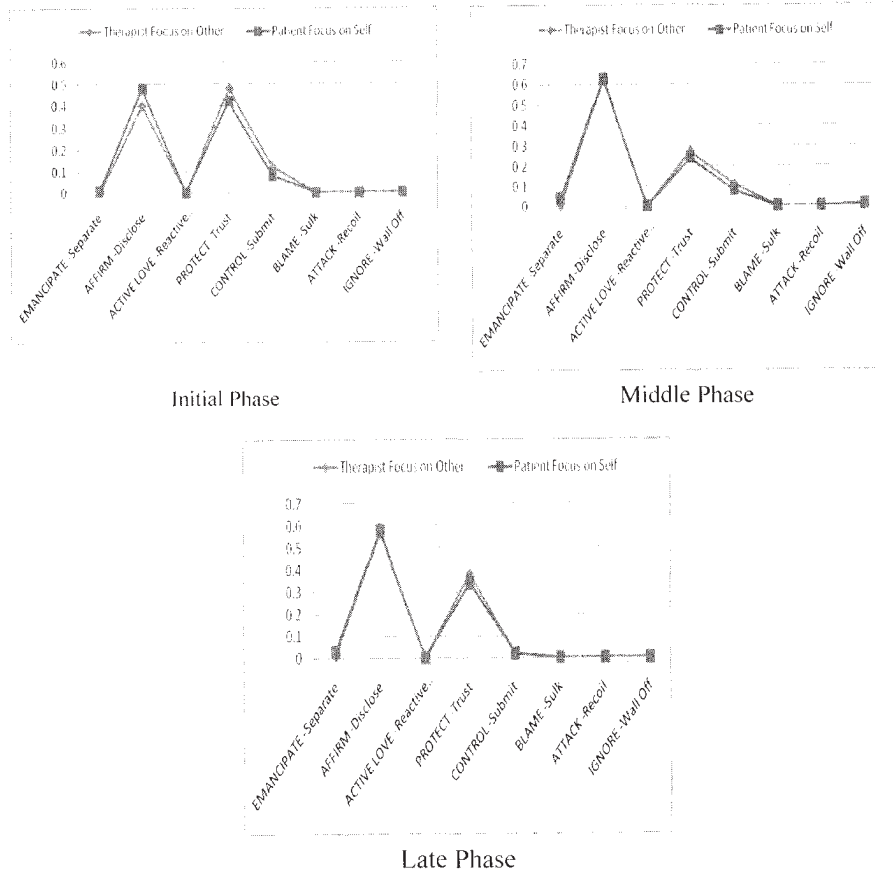 Therapist Focus on Other Patient Focus on Self
0.6
0.5
0.4
0.3
0.2
0.1
0
EMANCIPATE -Separate
AFFIRM -Disclose
ACTIVE LOVE -Reactive...
PROTECT Trust
CONTROL -Submit
BLAME -Sulk
ATTACK -Recoil
IGNORE -Wall Off
Initial Phase
Therapist Focus on Other Patient Focus on Self
0.7
0.6
0.5
0.4
0.3
0.2
0.1
0
EMANCIPATE -Separate
AFFIRM -Disclose
ACTIVE LOVE -Reactive...
PROTECT -Trust
CONTROL -Submit
BLAME -Sulk
ATTACK -Recoil
IGNORE -Wall Off
Middle Phase
Therapist Focus on Other Patient Focus on Self
0.7
0.6
0.5
0.4
0.3
0.2
0.1
0
EMANCIPATE -Separate
AFFIRM -Disclose
ACTIVE LOVE Reactive...
PROTECT Trust
CONTROL -Submit
BLAME -Sulk
ATTACK -Recoil
IGNORE -Wall Off
Late Phase